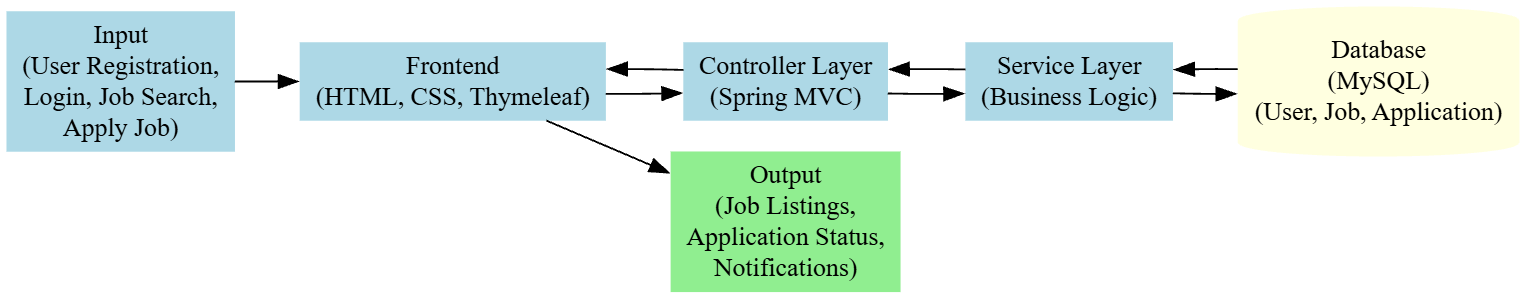 Input
(User Registration,
Login, Job Search,
Apply Job)
Frontend
(HTML, CSS, Thymeleaf)
Controller Layer
(Spring MVC)
Service Layer
(Business Logic)
Database
(MySQL)
(User, Job, Application)
Output
(Job Listings,
Application Status,
Notifications)